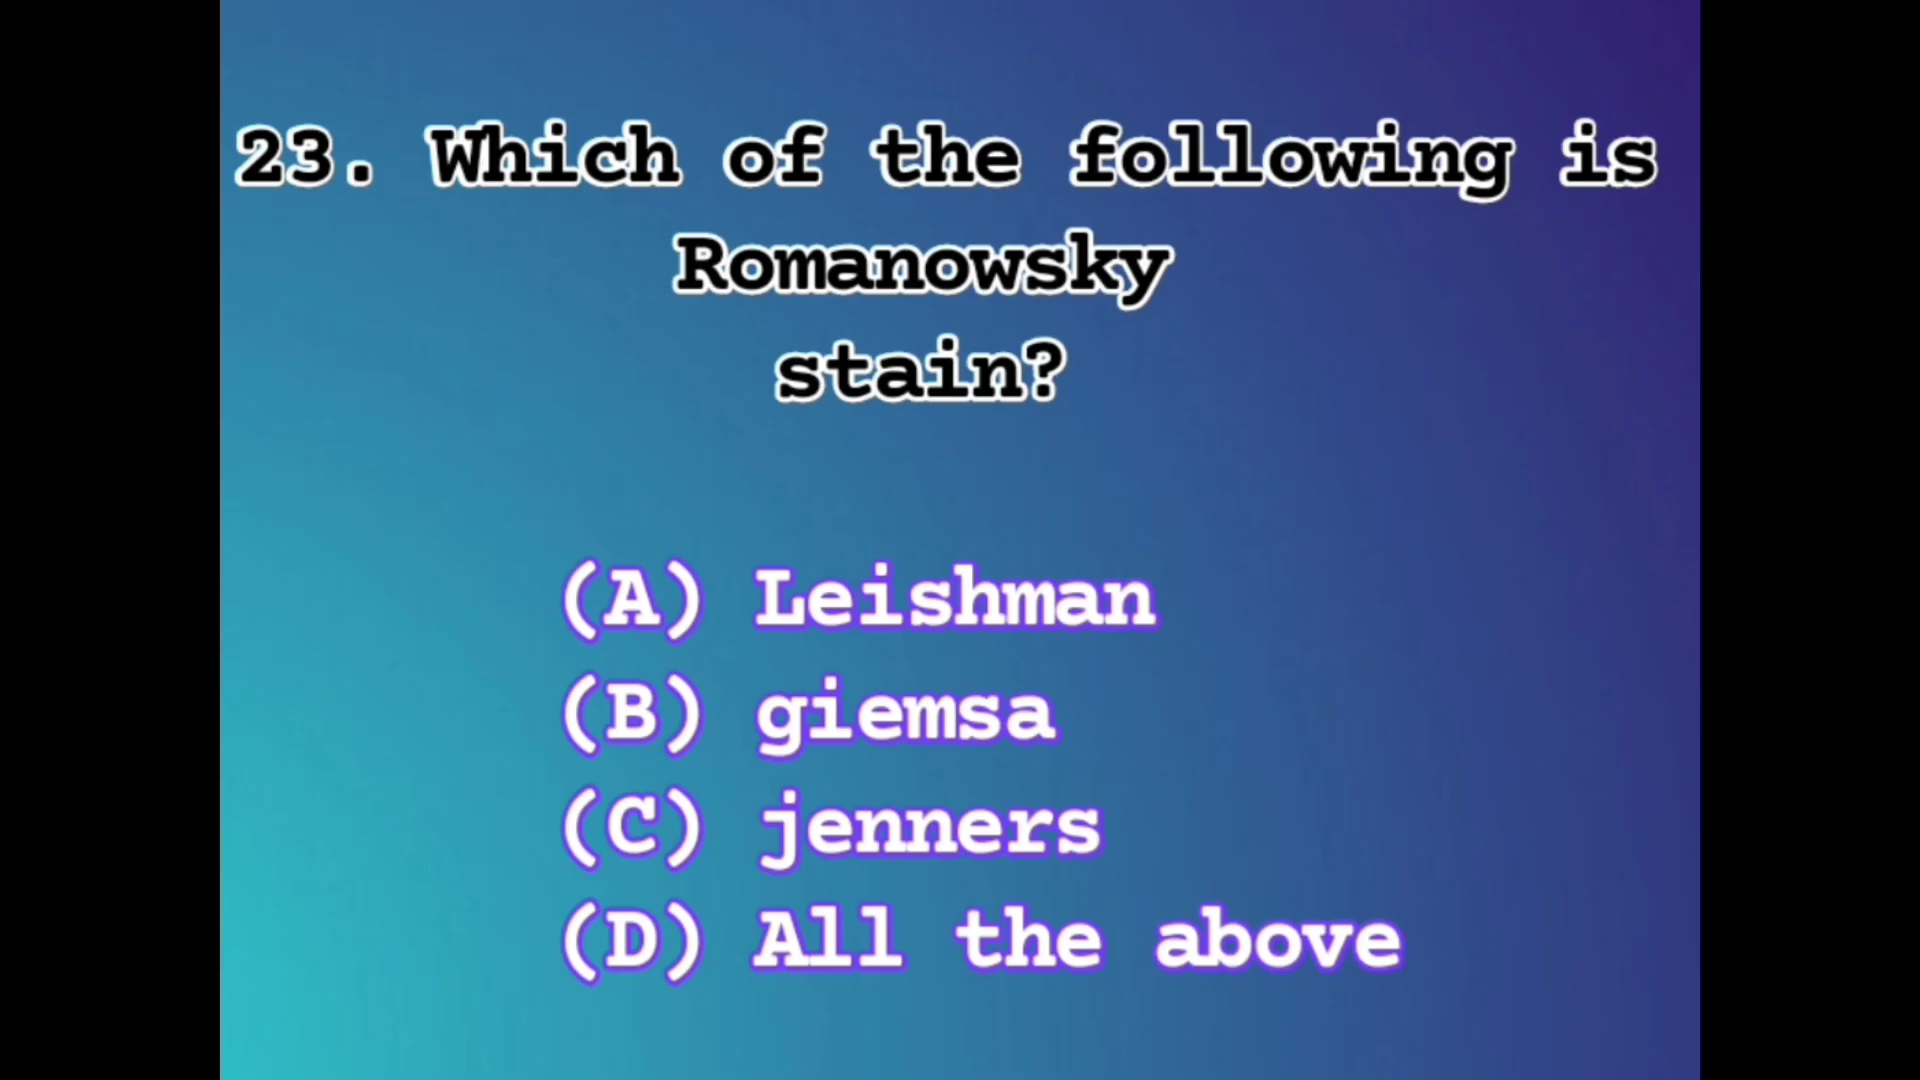 23. Which of the following is
Romanowsky
stain?
(A) Leishman
(B) giemsa
(C) jenners
(D) All the above